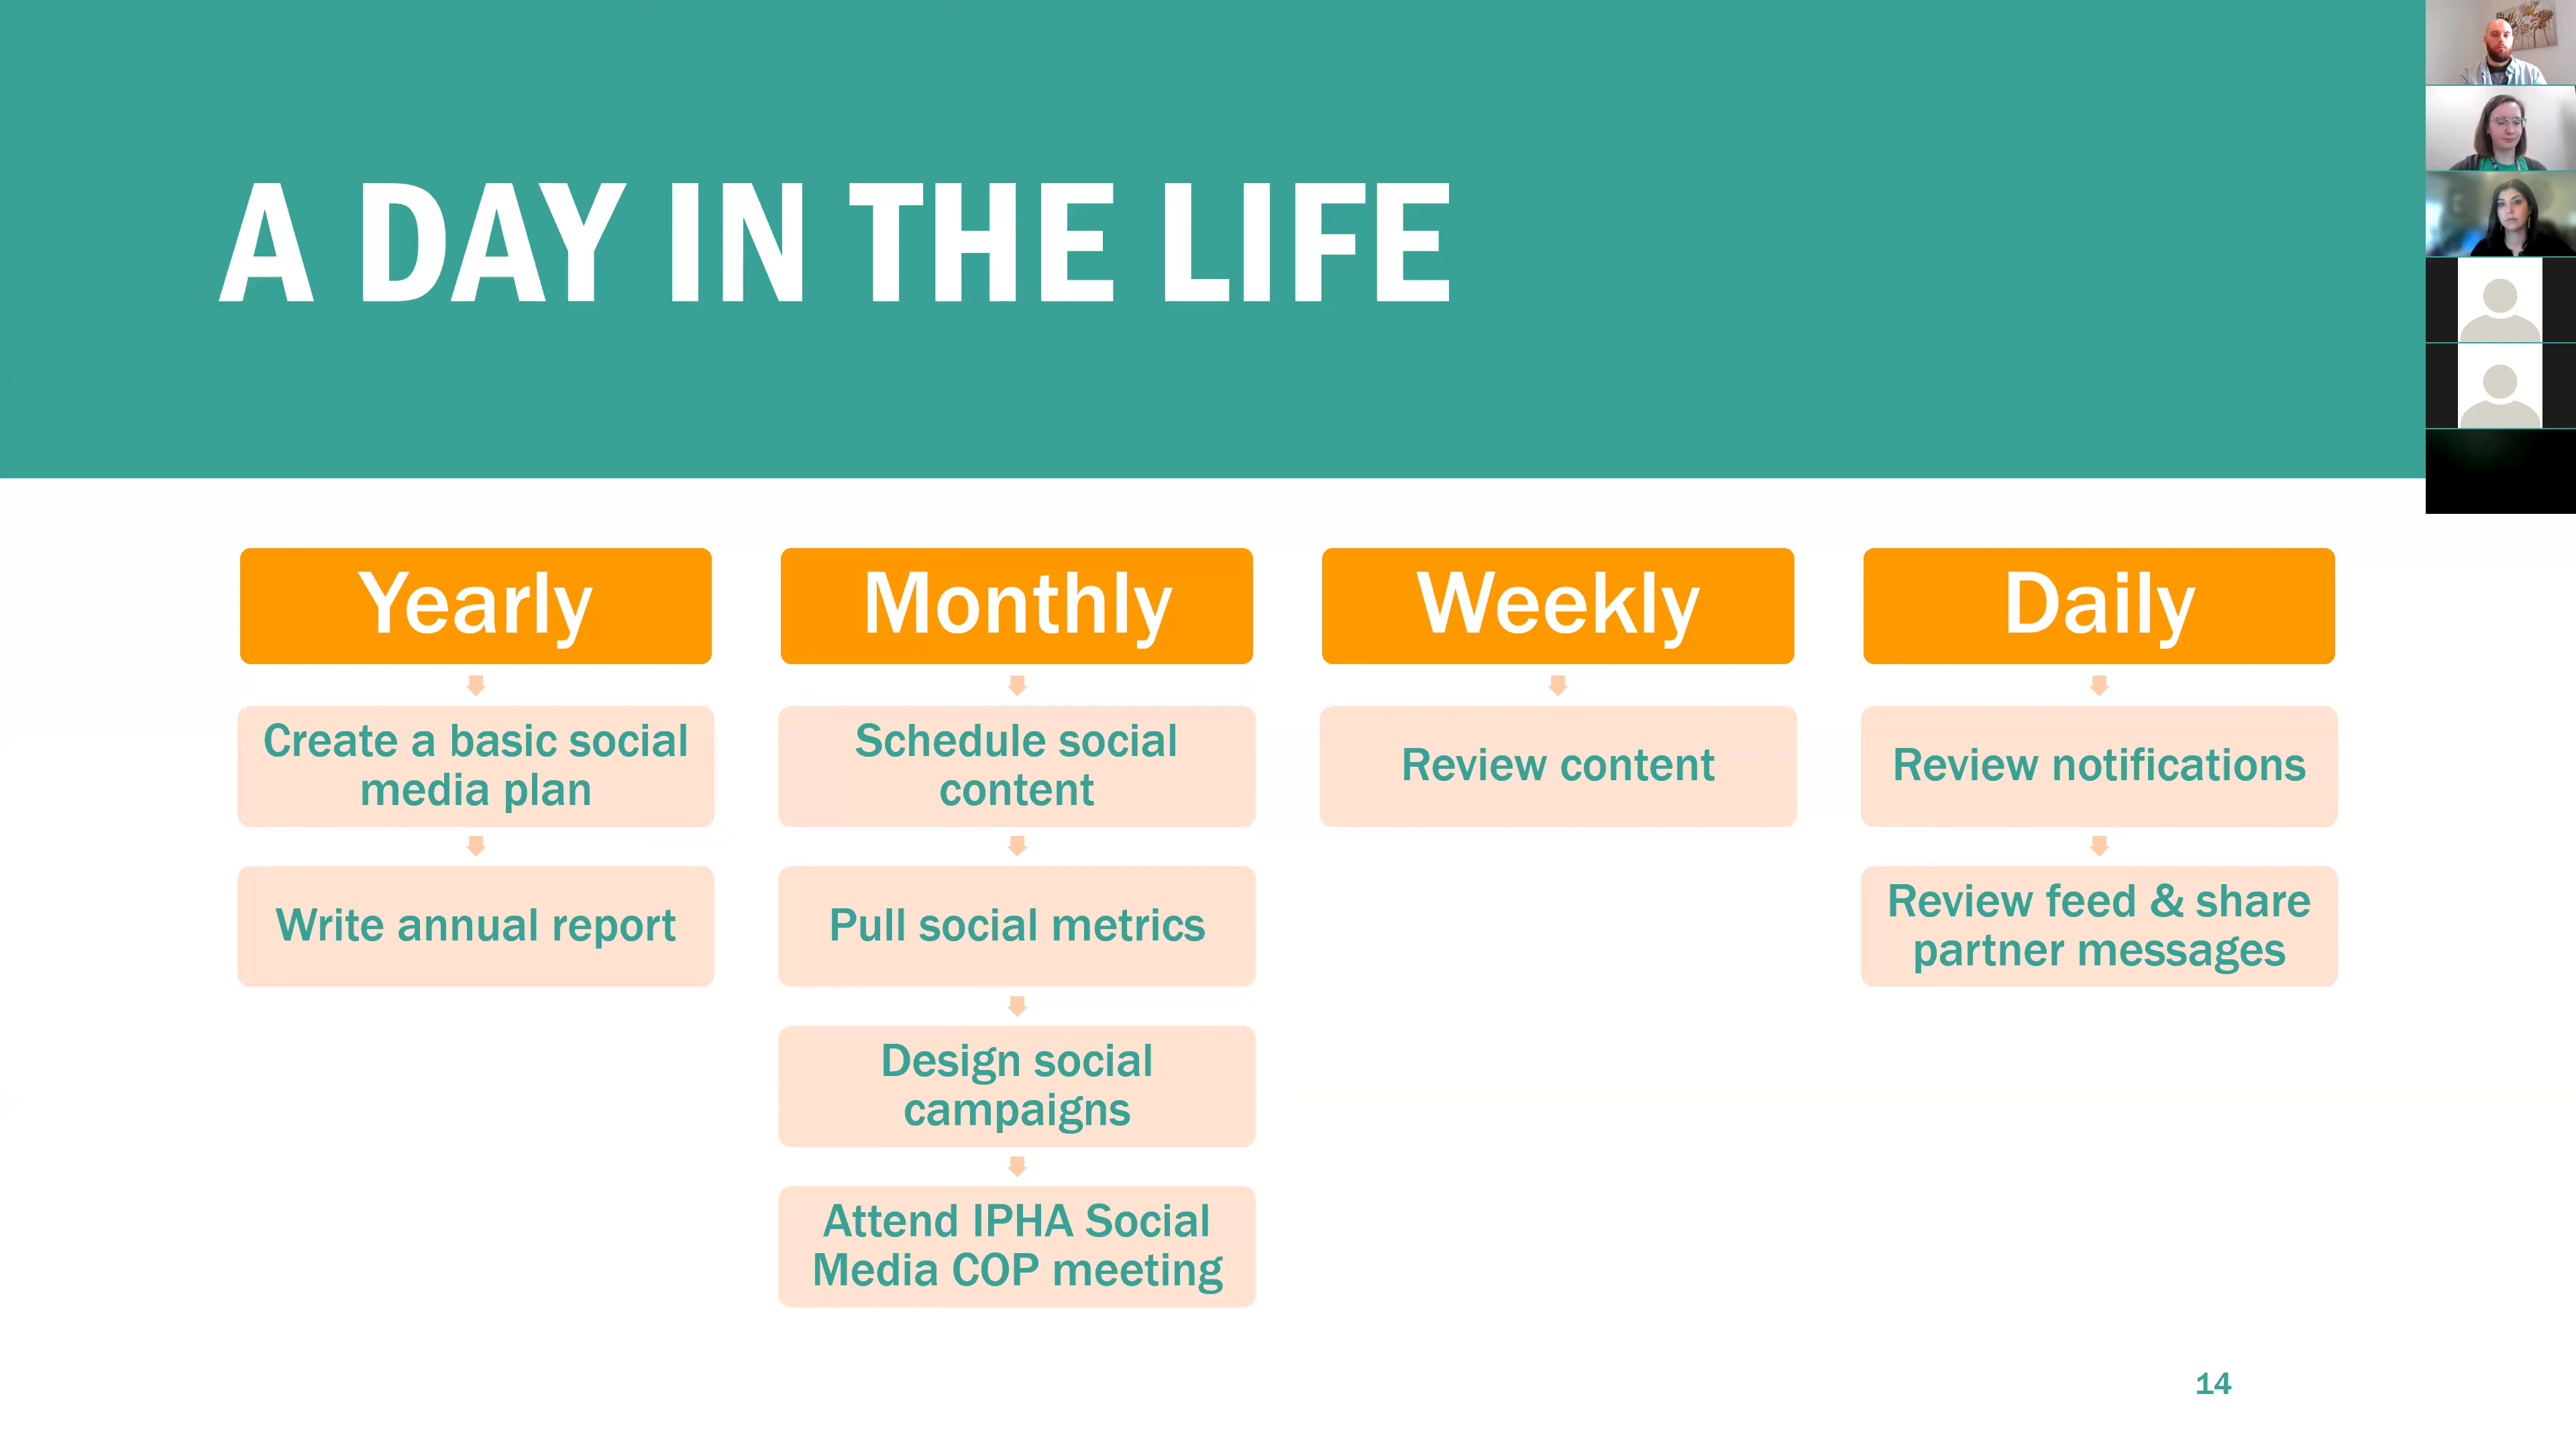 A DAY IN THE LIFE
Yearly
Create a basic social
media plan
Write annual report
Monthly
Schedule social
content
Pull social metrics
Design social
campaigns
Attend IPHA Social
Media COP meeting
Weekly
Review content
Daily
Review notifications
Review feed & share
partner messages
14